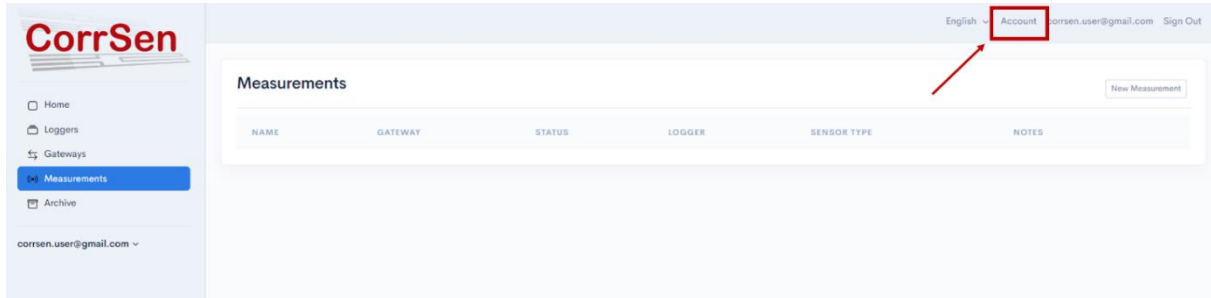 CorrSen
English Account corrsen.user@gmail.com Sign Out
Measurements
New Measurement
NAME GATEWAY STATUS LOGGER SENSOR TYPE NOTES
Home
Loggers
Gateways
Measurements
Archive
corrsen.user@gmail.com